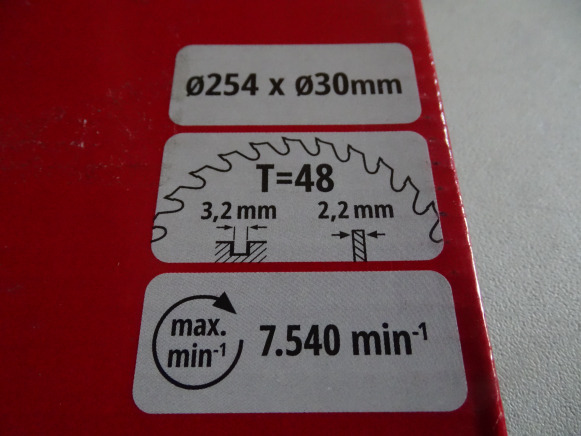 ø254 x ø30mm
T=48
3,2 mm 2,2 mm
max. min⁻¹ 7.540 min⁻¹